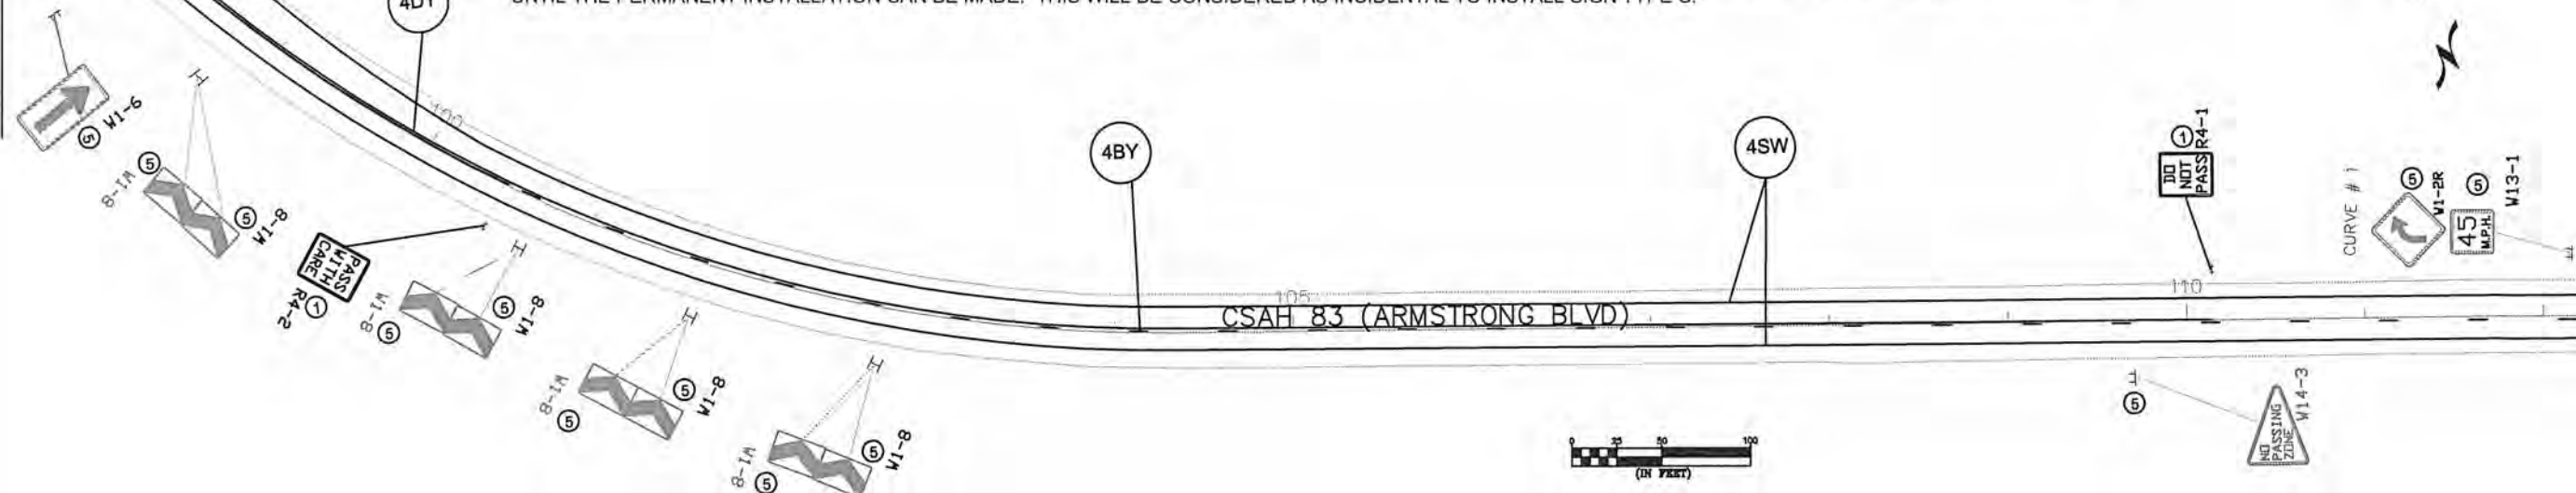 UNTIL THE PERMANENT INSTALLATION CAN BE MADE. THIS WILL BE CONSIDERED AS INCIDENTAL TO INSTALL SIGN TYPE C.
4DY
5
W1-6
100
W1-8
5
5
W1-8
PASS
WITH
CARE
1
R4-2
W1-8
5
5
W1-8
W1-8
5
5
W1-8
W1-8
5
5
W1-8
4BY
4SW
105
CSAH 83 (ARMSTRONG BLVD)
110
1
R4-1
DO
NOT
PASS
CURVE # 1
5
W1-2R
5
W13-1
45
M.P.H.
5
NO
PASSING
ZONE
W14-3
0 25 50 100
(IN FEET)